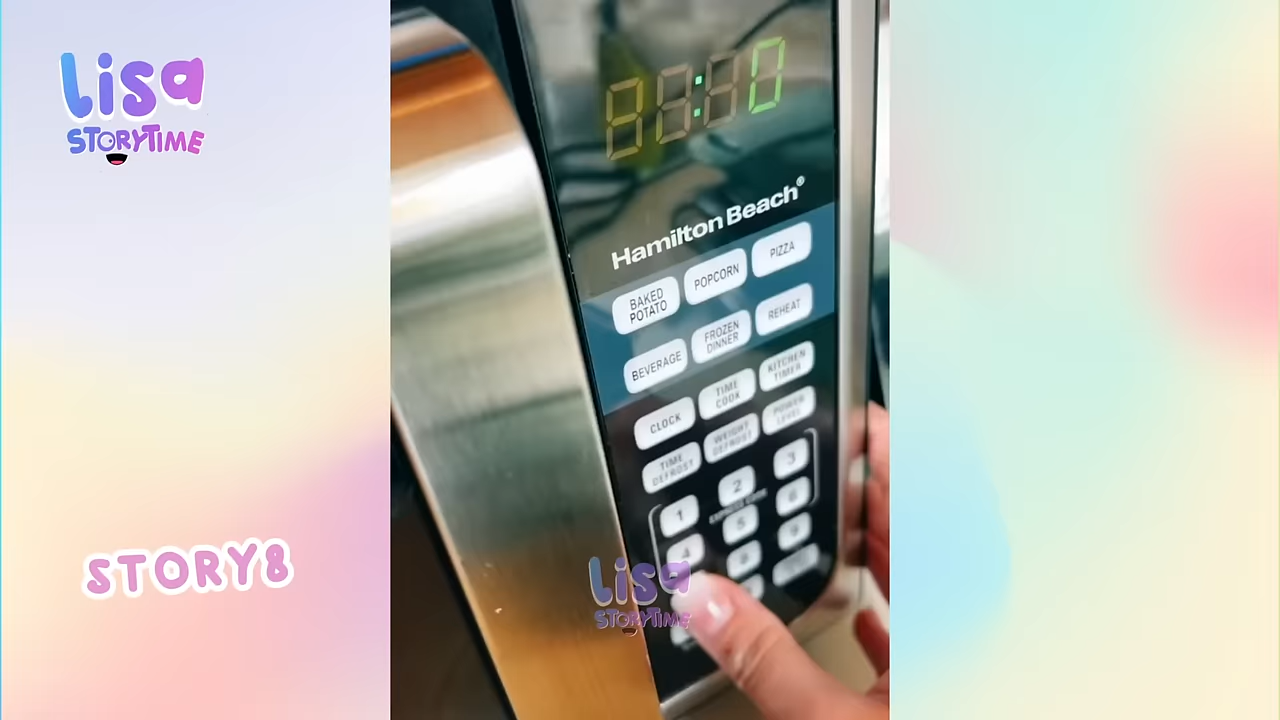 Lisa
STORYTIME
STORY8
:0
Hamilton Beach®
BAKED POTATO
POPCORN
PIZZA
BEVERAGE
FROZEN DINNER
REHEAT
CLOCK
TIME COOK
KITCHEN TIMER
TIME DEFROST
WEIGHT DEFROST
POWER LEVEL
1
2
3
4
5
6
8
9
Lisa
STORYTIME